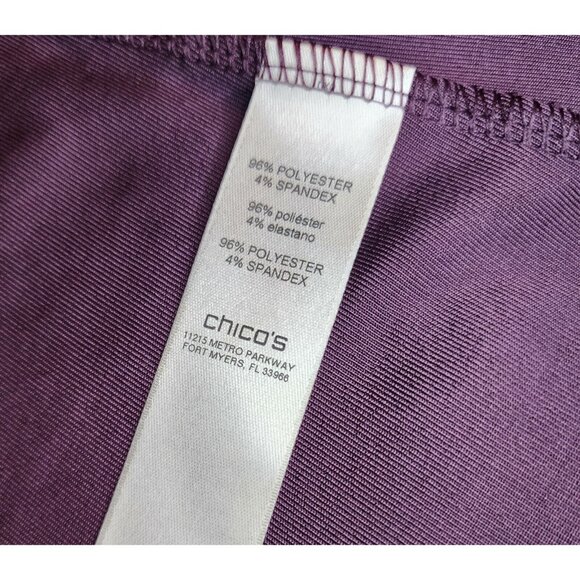 96% POLYESTER
4% SPANDEX
96% poliéster
4% elastano
96% POLYESTER
4% SPANDEX
chico's
11215 METRO PARKWAY
FORT MYERS, FL 33966